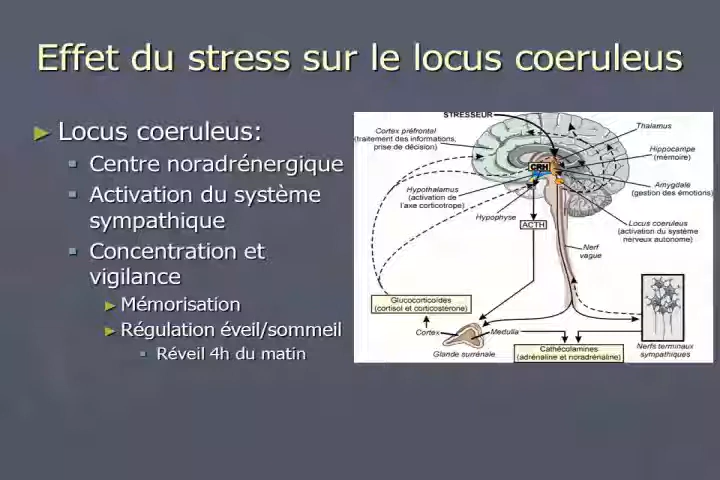 Effet du stress sur le locus coeruleus
Locus coeruleus:
Centre noradrénergique
Activation du système
sympathique
Concentration et
vigilance
Mémorisation
Régulation éveil/sommeil
Réveil 4h du matin
STRESSEUR
Cortex préfrontal
(traitement des informations,
prise de décision)
Thalamus
Hippocampe
(mémoire)
CRH
Amygdale
(gestion des émotions)
Hypothalamus
(activation de
l'axe corticotrope)
Hypophyse
ACTH
Locus coeruleus
(activation du système
nerveux autonome)
Nerf
vague
Glucocorticoïdes
(cortisol et corticostérone)
Cortex
Medulla
Glande surrénale
Cathécolamines
(adrénaline et noradrénaline)
Nerfs terminaux
sympathiques